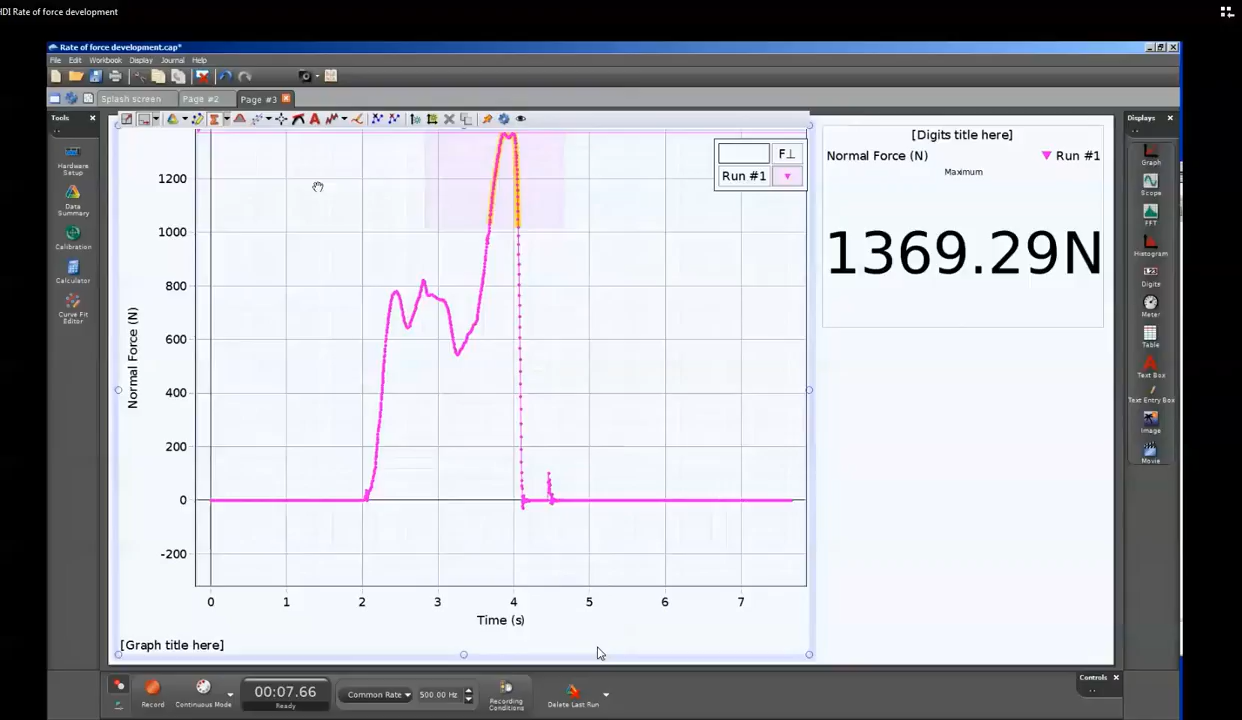 HDI Rate of force development
Rate of force development.cap*
File Edit Workbook Display Journal Help
Splash screen Page #2 Page #3
Tools
Hardware
Setup
Data
Summary
Calibration
Calculator
Curve Fit
Editor
1200
1000
800
600
400
200
0
-200
Normal Force (N)
0 1 2 3 4 5 6 7
Time (s)
[Graph title here]
F⊥
Run #1
[Digits title here]
Normal Force (N) Run #1
Maximum
1369.29N
Displays
Graph
Scope
FFT
Histogram
Digits
Meter
Table
Text Box
Text Entry Box
Image
Movie
Record
Continuous Mode
00:07.66
Ready
Common Rate 500.00 Hz
Recording
Conditions
Delete Last Run
Controls